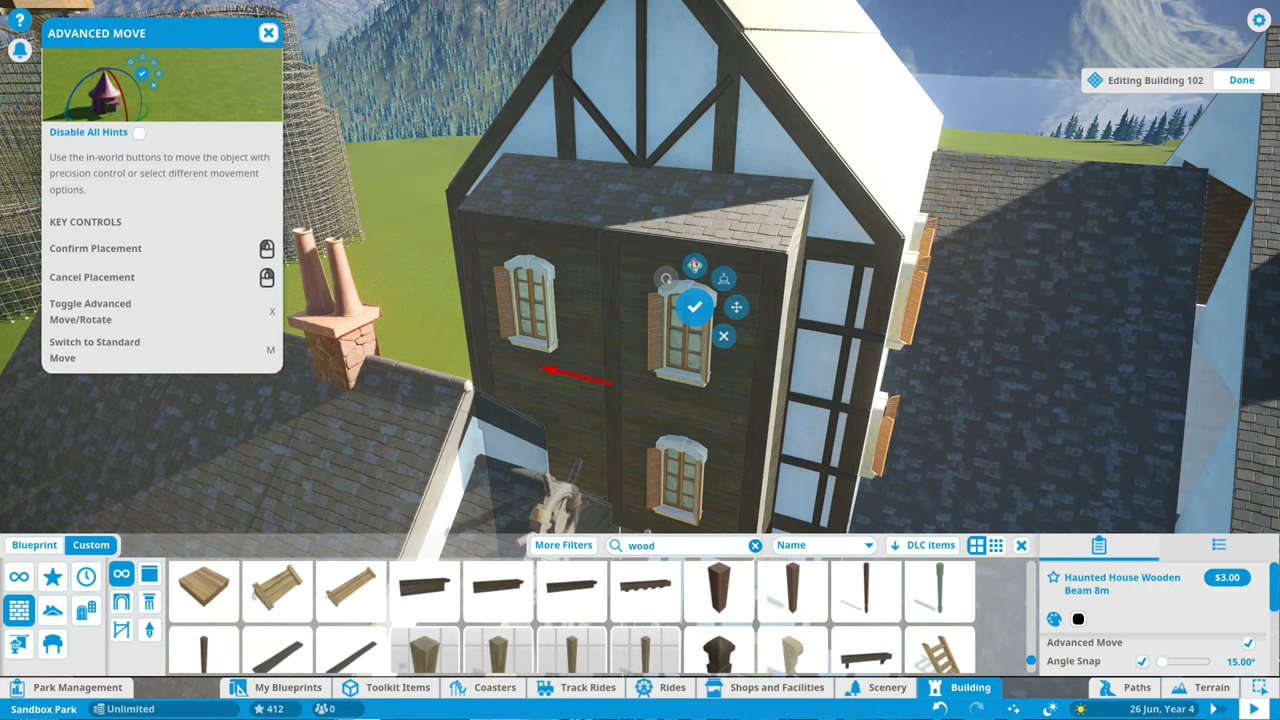 ?
ADVANCED MOVE
Disable All Hints
Use the in-world buttons to move the object with
precision control or select different movement
options.
KEY CONTROLS
Confirm Placement
Cancel Placement
Toggle Advanced
Move/Rotate
X
Switch to Standard
Move
M
Editing Building 102
Done
Blueprint
Custom
More Filters
wood
Name
DLC items
Haunted House Wooden
Beam 8m
$3.00
Advanced Move
Angle Snap
15.00°
Park Management
My Blueprints
Toolkit Items
Coasters
Track Rides
Rides
Shops and Facilities
Scenery
Building
Paths
Terrain
Sandbox Park
Unlimited
412
0
26 Jun, Year 4